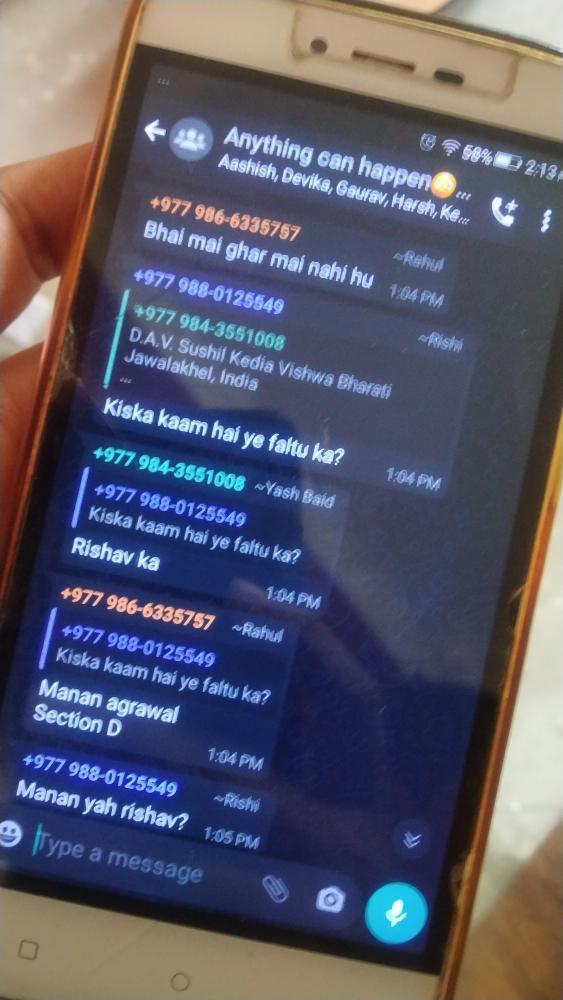 58% 2:13
Anything can happen😳...
Aashish, Devika, Gaurav, Harsh, Ke...
+977 986-6335757 ~Rahul
Bhai mai ghar mai nahi hu
1:04 PM
+977 988-0125549 ~Rishi
+977 984-3551008
D.A.V. Sushil Kedia Vishwa Bharati
Jawalakhel, India
...
Kiska kaam hai ye faltu ka?
1:04 PM
+977 984-3551008 ~Yash Baid
+977 988-0125549
Kiska kaam hai ye faltu ka?
Rishav ka
1:04 PM
+977 986-6335757 ~Rahul
+977 988-0125549
Kiska kaam hai ye faltu ka?
Manan agrawal
Section D
1:04 PM
+977 988-0125549 ~Rishi
Manan yah rishav?
1:05 PM
Type a message